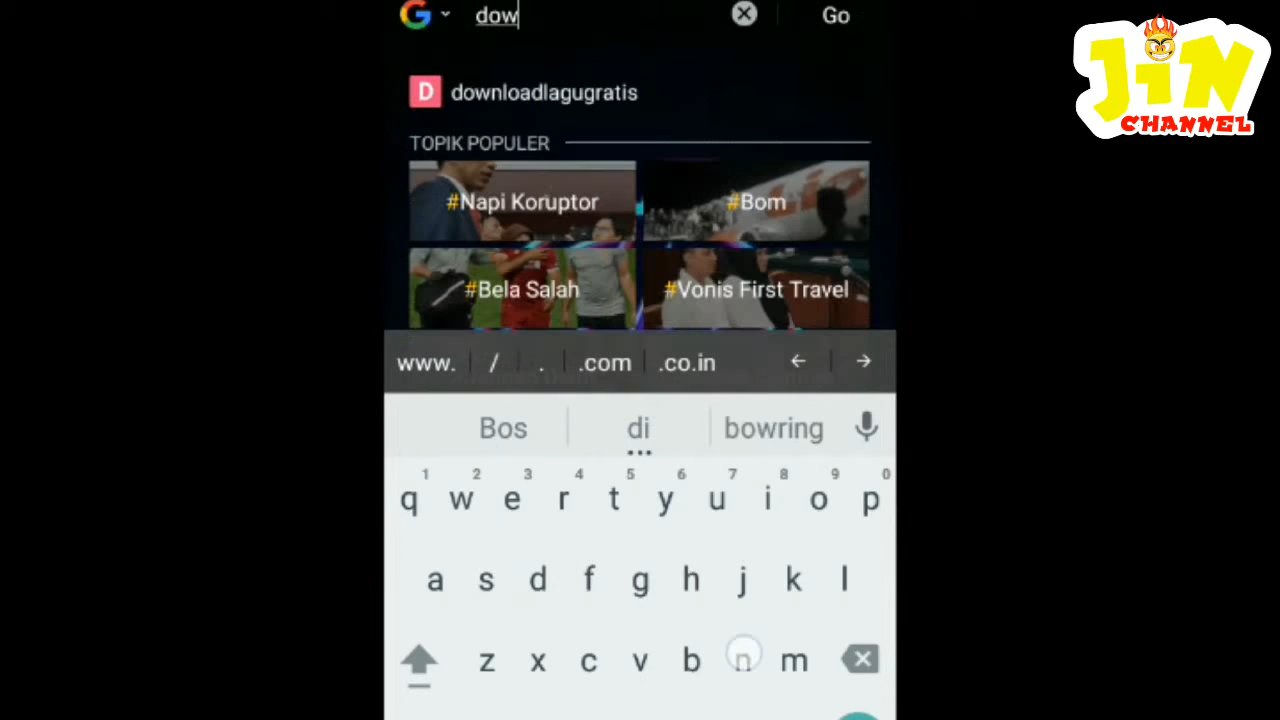 dow
Go
JiN
CHANNEL
D downloadlagugratis
TOPIK POPULER
#Napi Koruptor
#Bom
#Bela Salah
#Vonis First Travel
www. / . .com .co.in ← →
Bos di bowring
1 2 3 4 5 6 7 8 9 0
q w e r t y u i o p
a s d f g h j k l
z x c v b n m